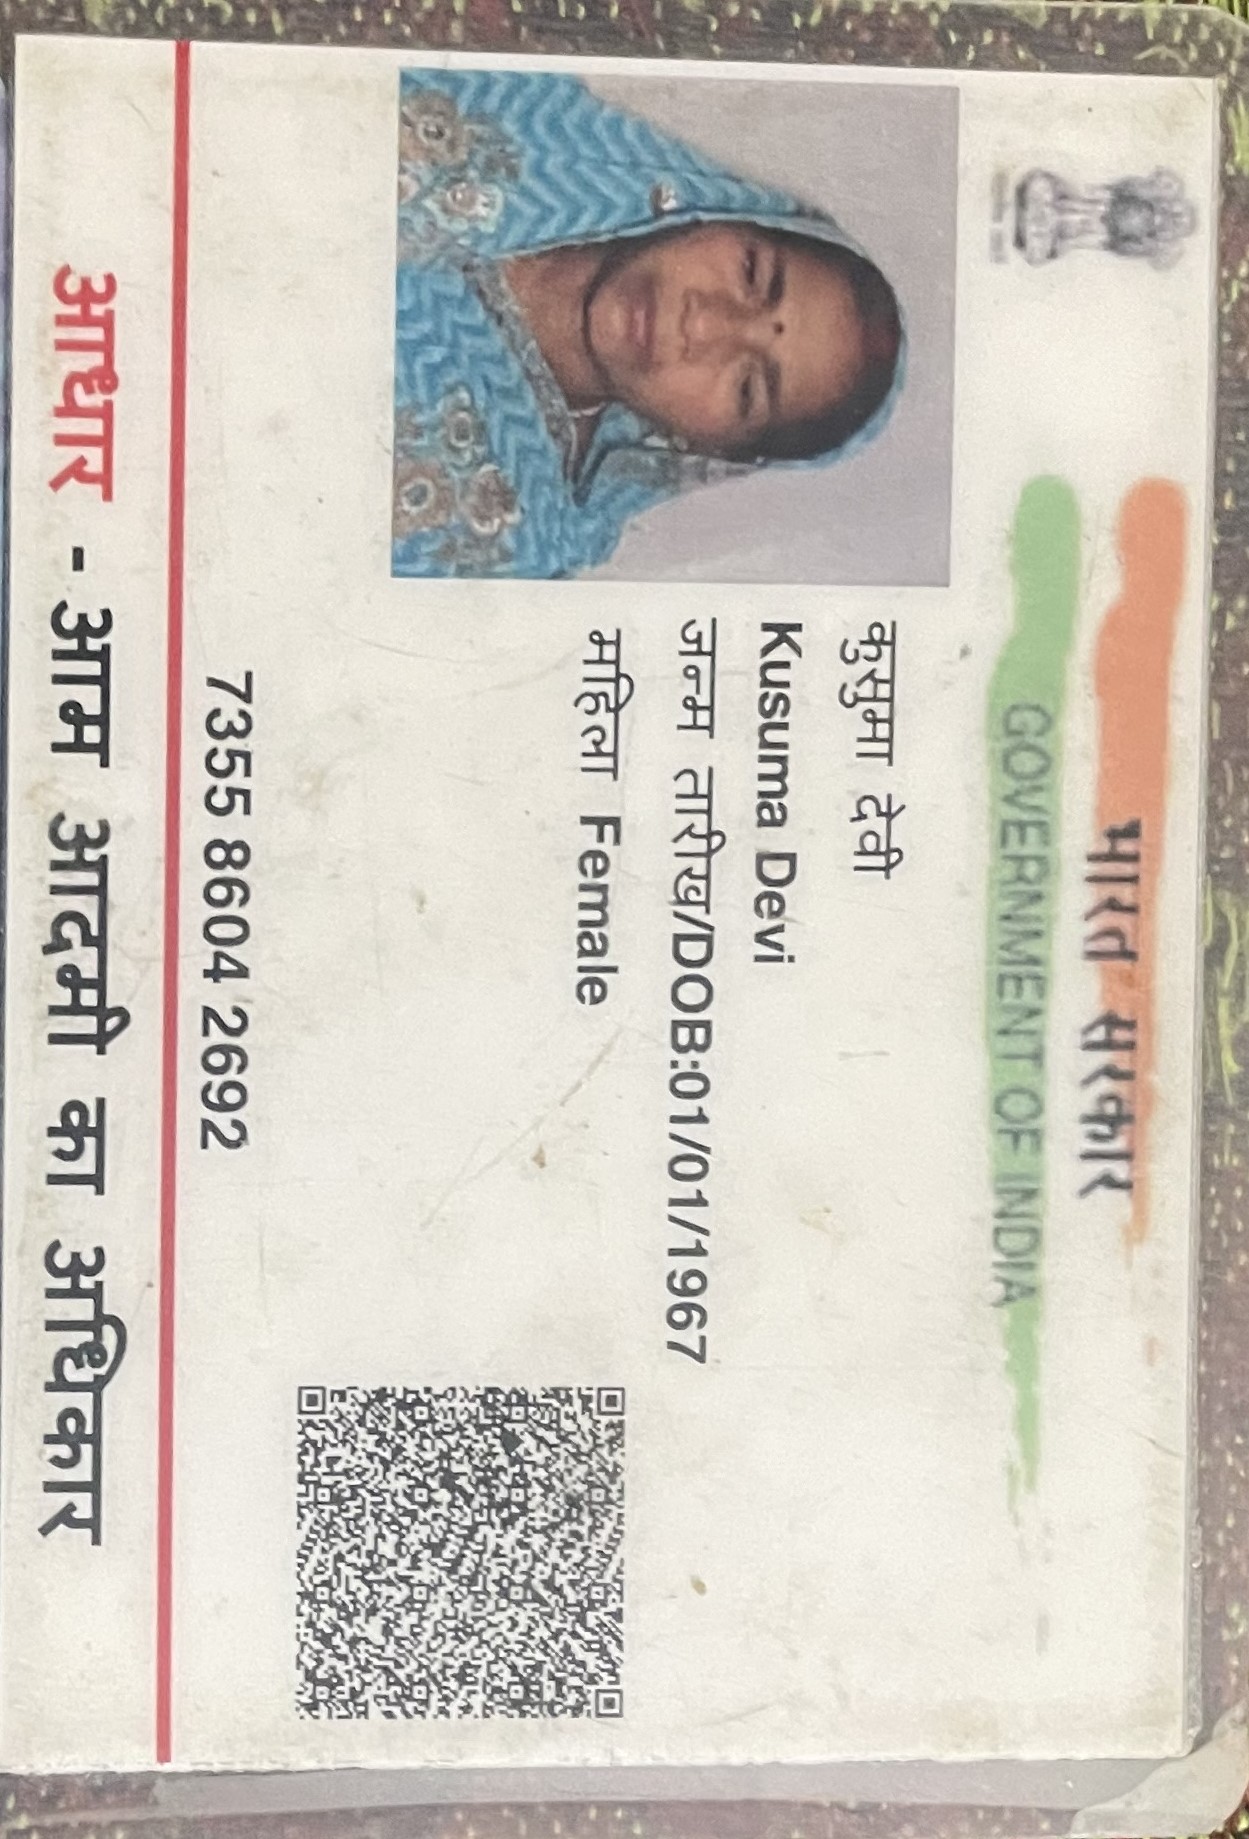 भारत सरकार
GOVERNMENT OF INDIA
कुसुमा देवी
Kusuma Devi
जन्म तारीख/DOB:01/01/1967
महिला Female
7355 8604 2692
आधार - आम आदमी का अधिकार